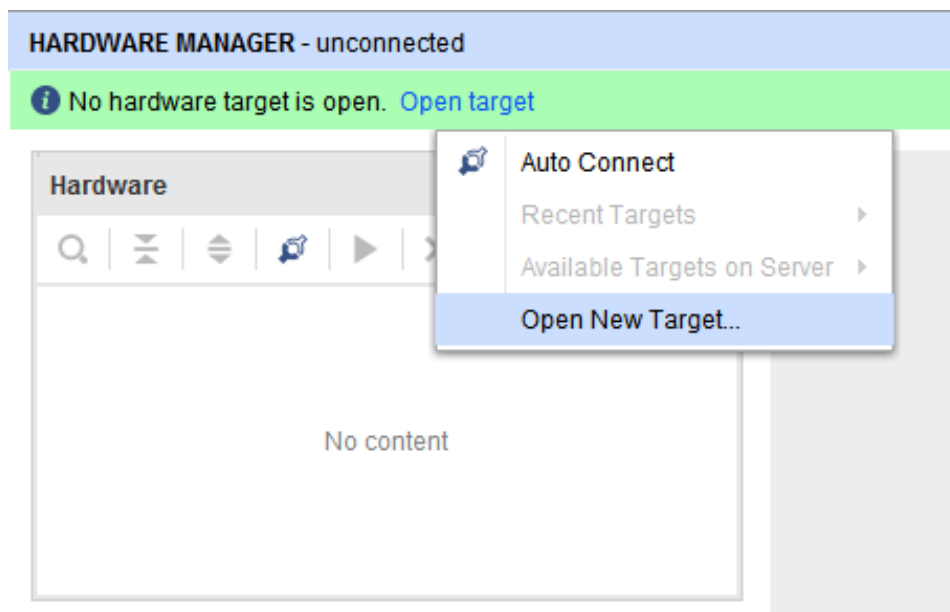 HARDWARE MANAGER - unconnected
No hardware target is open. Open target
Hardware
Auto Connect
Recent Targets
Available Targets on Server
Open New Target...
No content